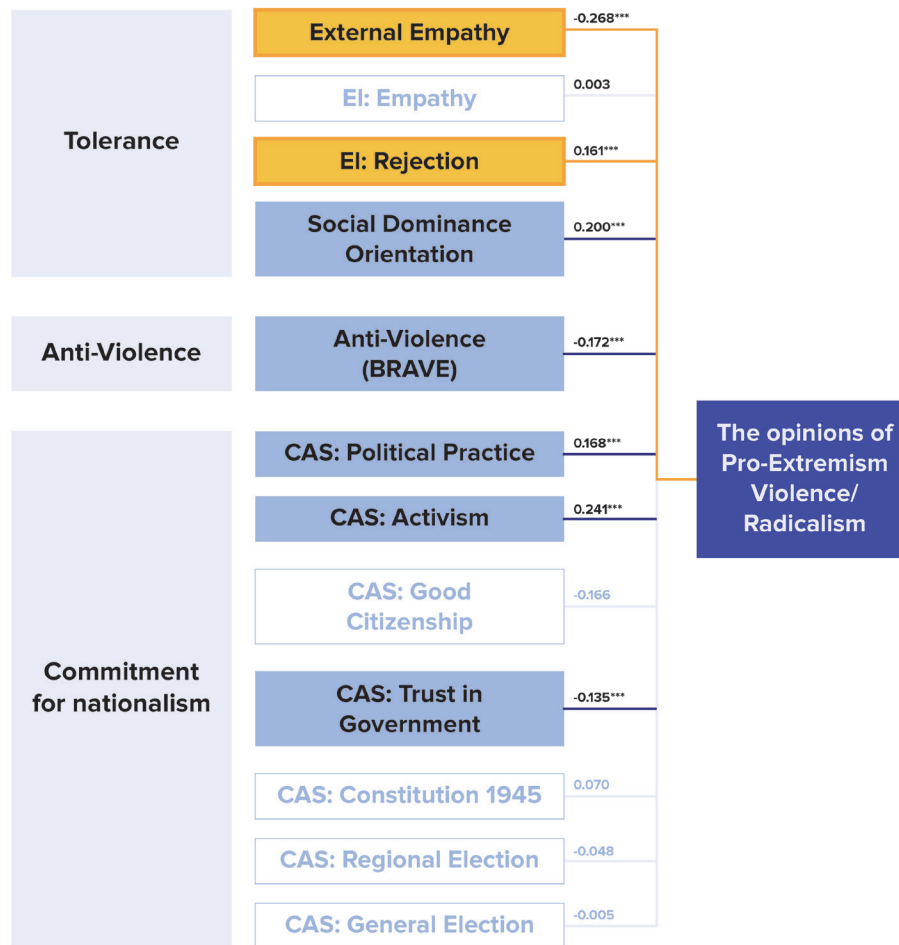 Tolerance
External Empathy
-0.268***
EI: Empathy
0.003
EI: Rejection
0.161***
Social Dominance
Orientation
0.200***
Anti-Violence
Anti-Violence
(BRAVE)
-0.172***
Commitment
for nationalism
CAS: Political Practice
0.168***
CAS: Activism
0.241***
CAS: Good
Citizenship
-0.166
CAS: Trust in
Government
-0.135***
CAS: Constitution 1945
0.070
CAS: Regional Election
-0.048
CAS: General Election
-0.005
The opinions of
Pro-Extremism
Violence/
Radicalism